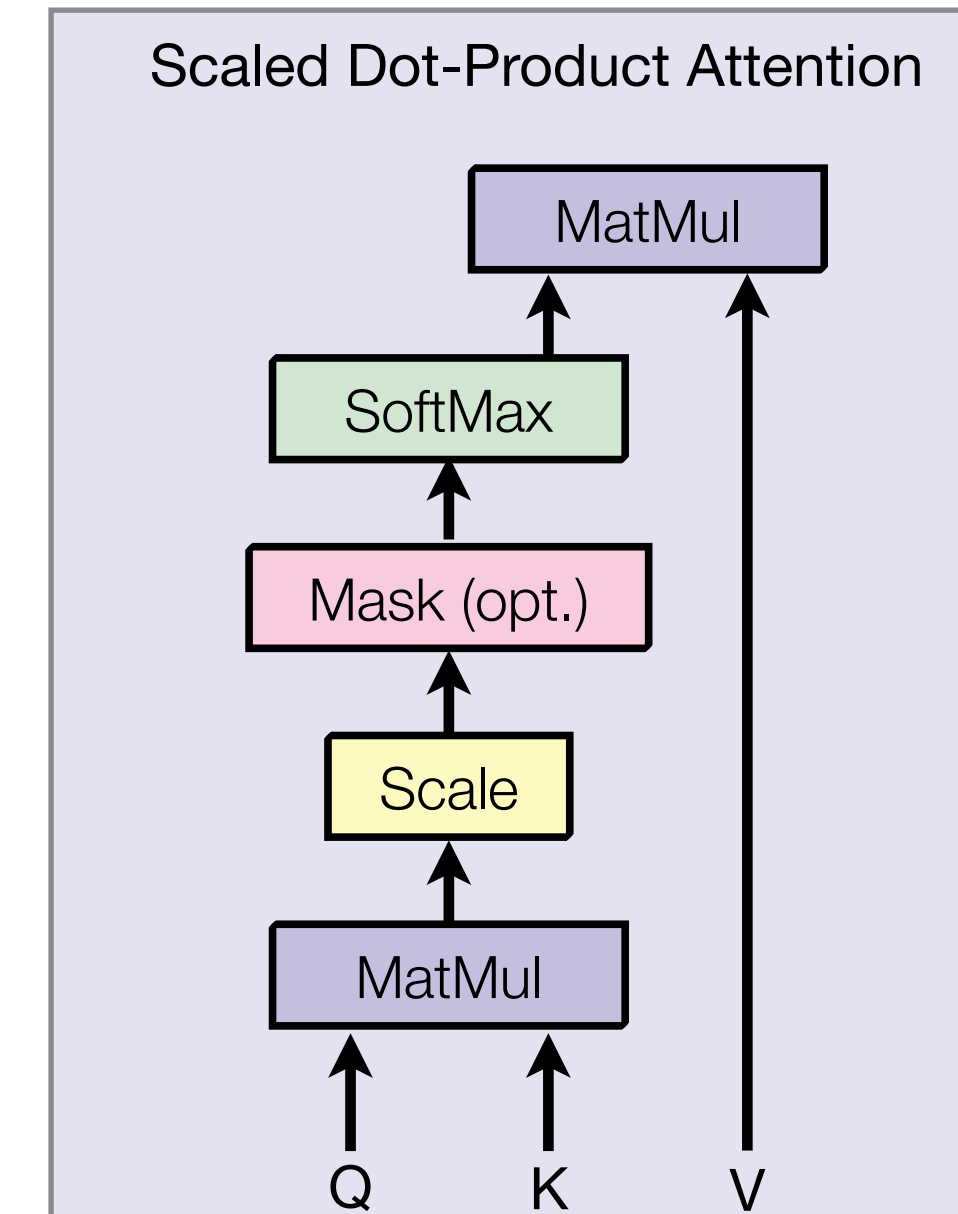 Scaled Dot-Product Attention
MatMul
SoftMax
Mask (opt.)
Scale
MatMul
Q K V